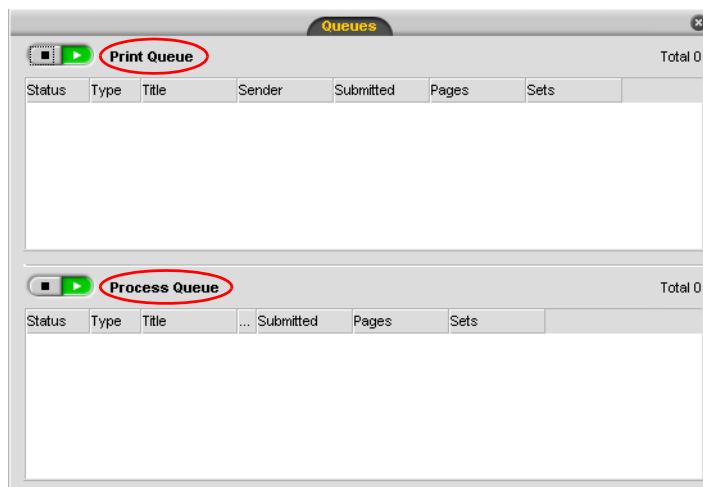 Queues
Print Queue Total 0
Status Type Title Sender Submitted Pages Sets
Process Queue Total 0
Status Type Title ... Submitted Pages Sets